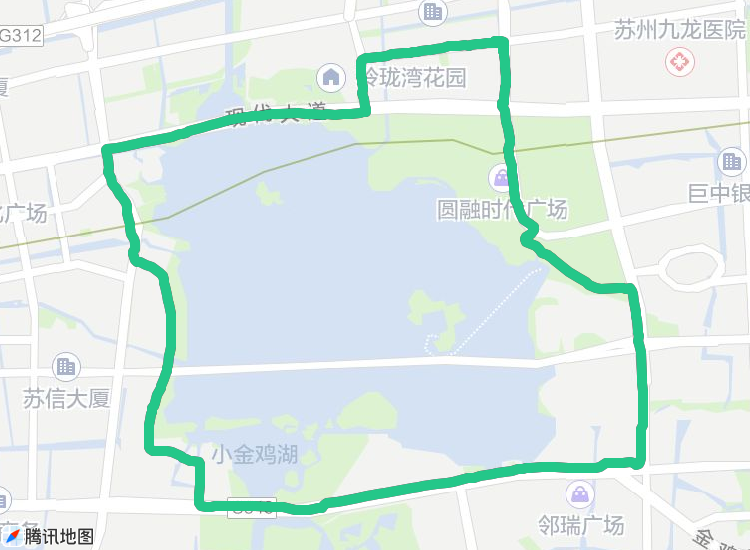 G312
苏州九龙医院
玲珑湾花园
现代大道
圆融时代广场
巨中银
广场
苏信大厦
小金鸡湖
邻瑞广场
金鸡
腾讯地图